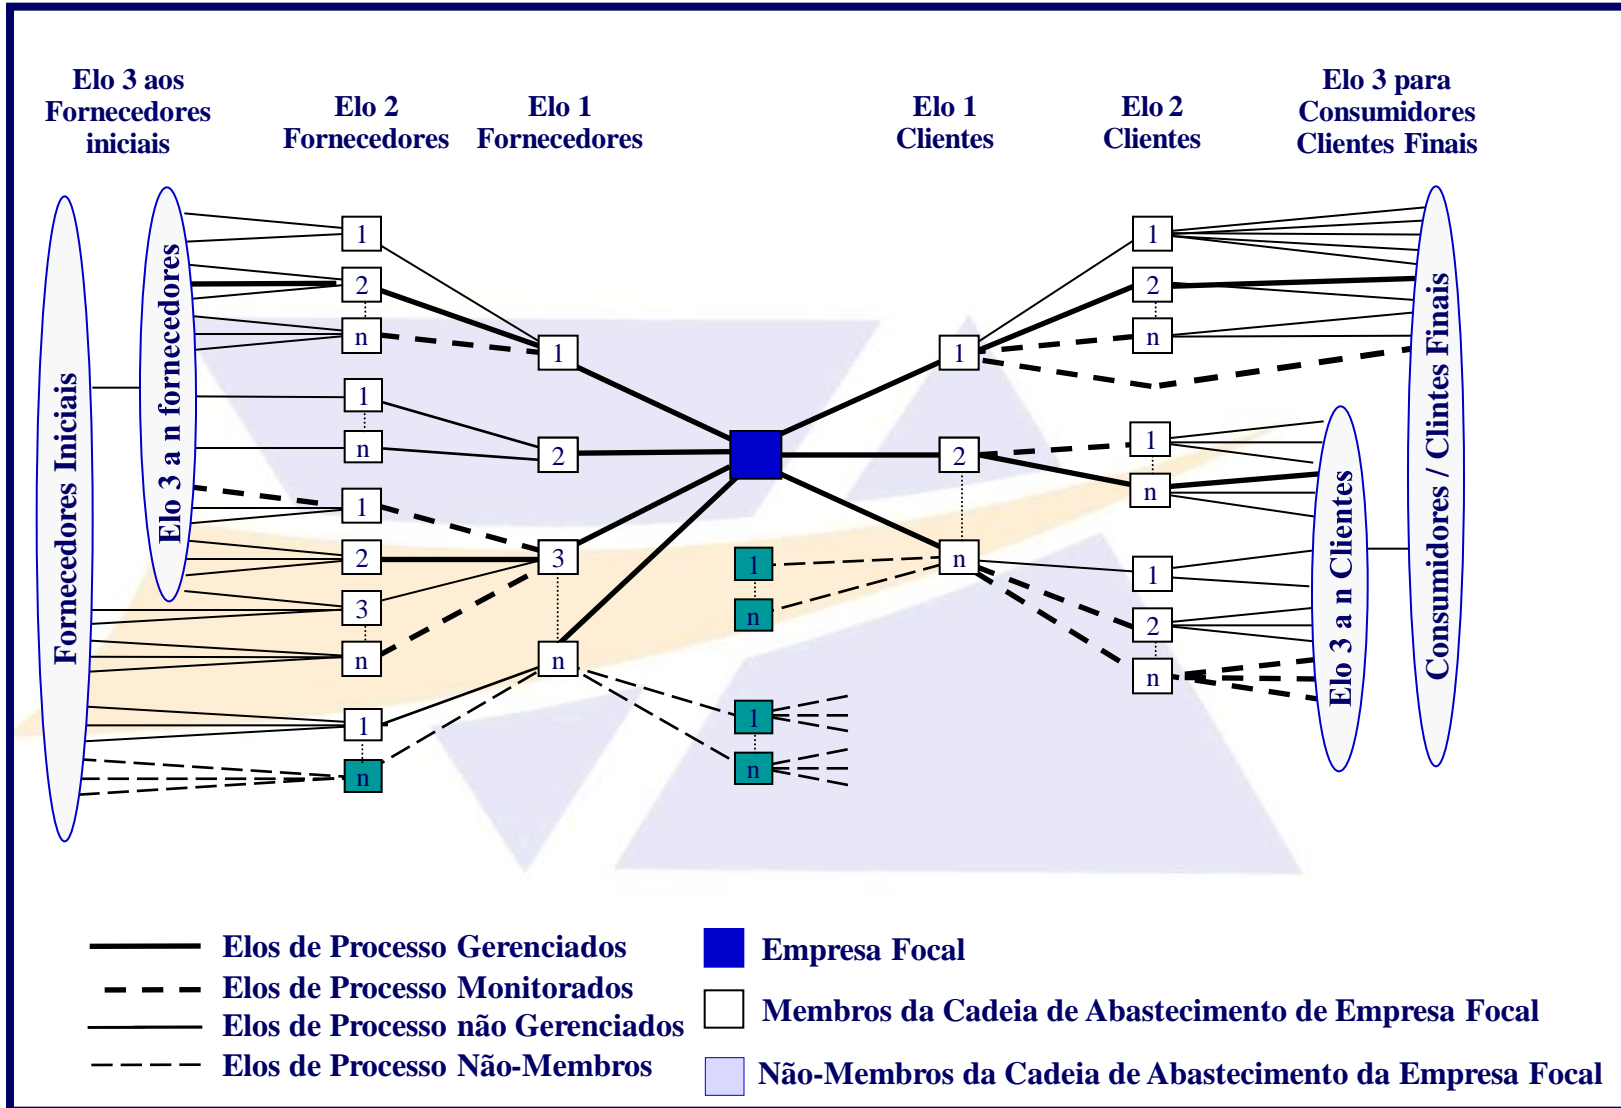 Elo 3 aos
Fornecedores
iniciais
Elo 2
Fornecedores
Elo 1
Fornecedores
Elo 1
Clientes
Elo 2
Clientes
Elo 3 para
Consumidores
Clientes Finais
Fornecedores Iniciais
Elo 3 a n fornecedores
1
2
n
1
n
1
2
3
n
1
n
1
2
3
n
1
n
1
n
1
2
n
1
2
n
1
n
1
2
n
Elo 3 a n Clientes
Consumidores / Clintes Finais
Elos de Processo Gerenciados
Elos de Processo Monitorados
Elos de Processo não Gerenciados
Elos de Processo Não-Membros
Empresa Focal
Membros da Cadeia de Abastecimento de Empresa Focal
Não-Membros da Cadeia de Abastecimento da Empresa Focal